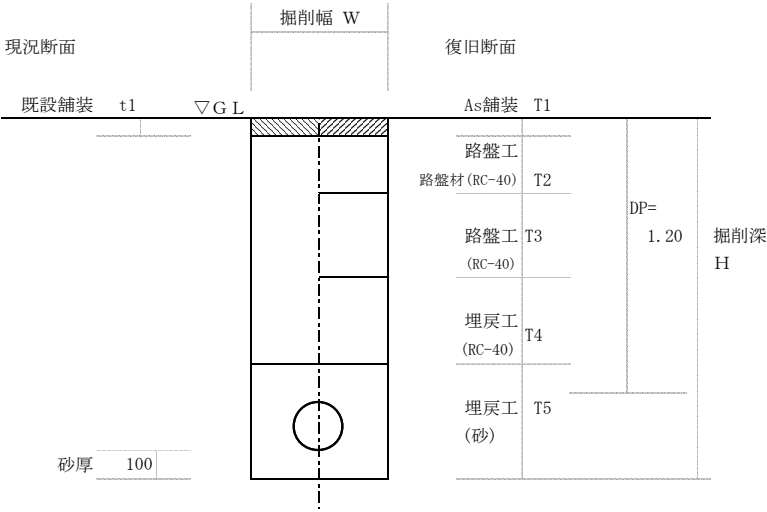 掘削幅 W
現況断面
復旧断面
既設舗装 t1 ▽ＧＬ As舗装 T1
路盤工
路盤材(RC-40) T2
DP=
路盤工 T3 1.20 掘削深
(RC-40) H
埋戻工
T4
(RC-40)
埋戻工 T5
(砂)
砂厚 100